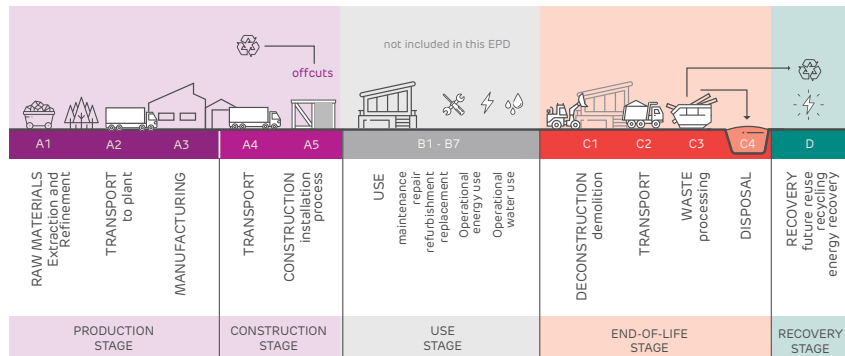 not included in this EPD
offcuts
A1
A2
A3
A4
A5
B1 - B7
C1
C2
C3
C4
D
RAW MATERIALS
Extraction and
Refinement
TRANSPORT
to plant
MANUFACTURING
TRANSPORT
CONSTRUCTION
installation
process
USE
maintenance
repair
refurbishment
replacement
Operational
energy use
Operational
water use
DECONSTRUCTION
demolition
TRANSPORT
WASTE
processing
DISPOSAL
RECOVERY
future reuse
recycling
energy recovery
PRODUCTION
STAGE
CONSTRUCTION
STAGE
USE
STAGE
END-OF-LIFE
STAGE
RECOVERY
STAGE